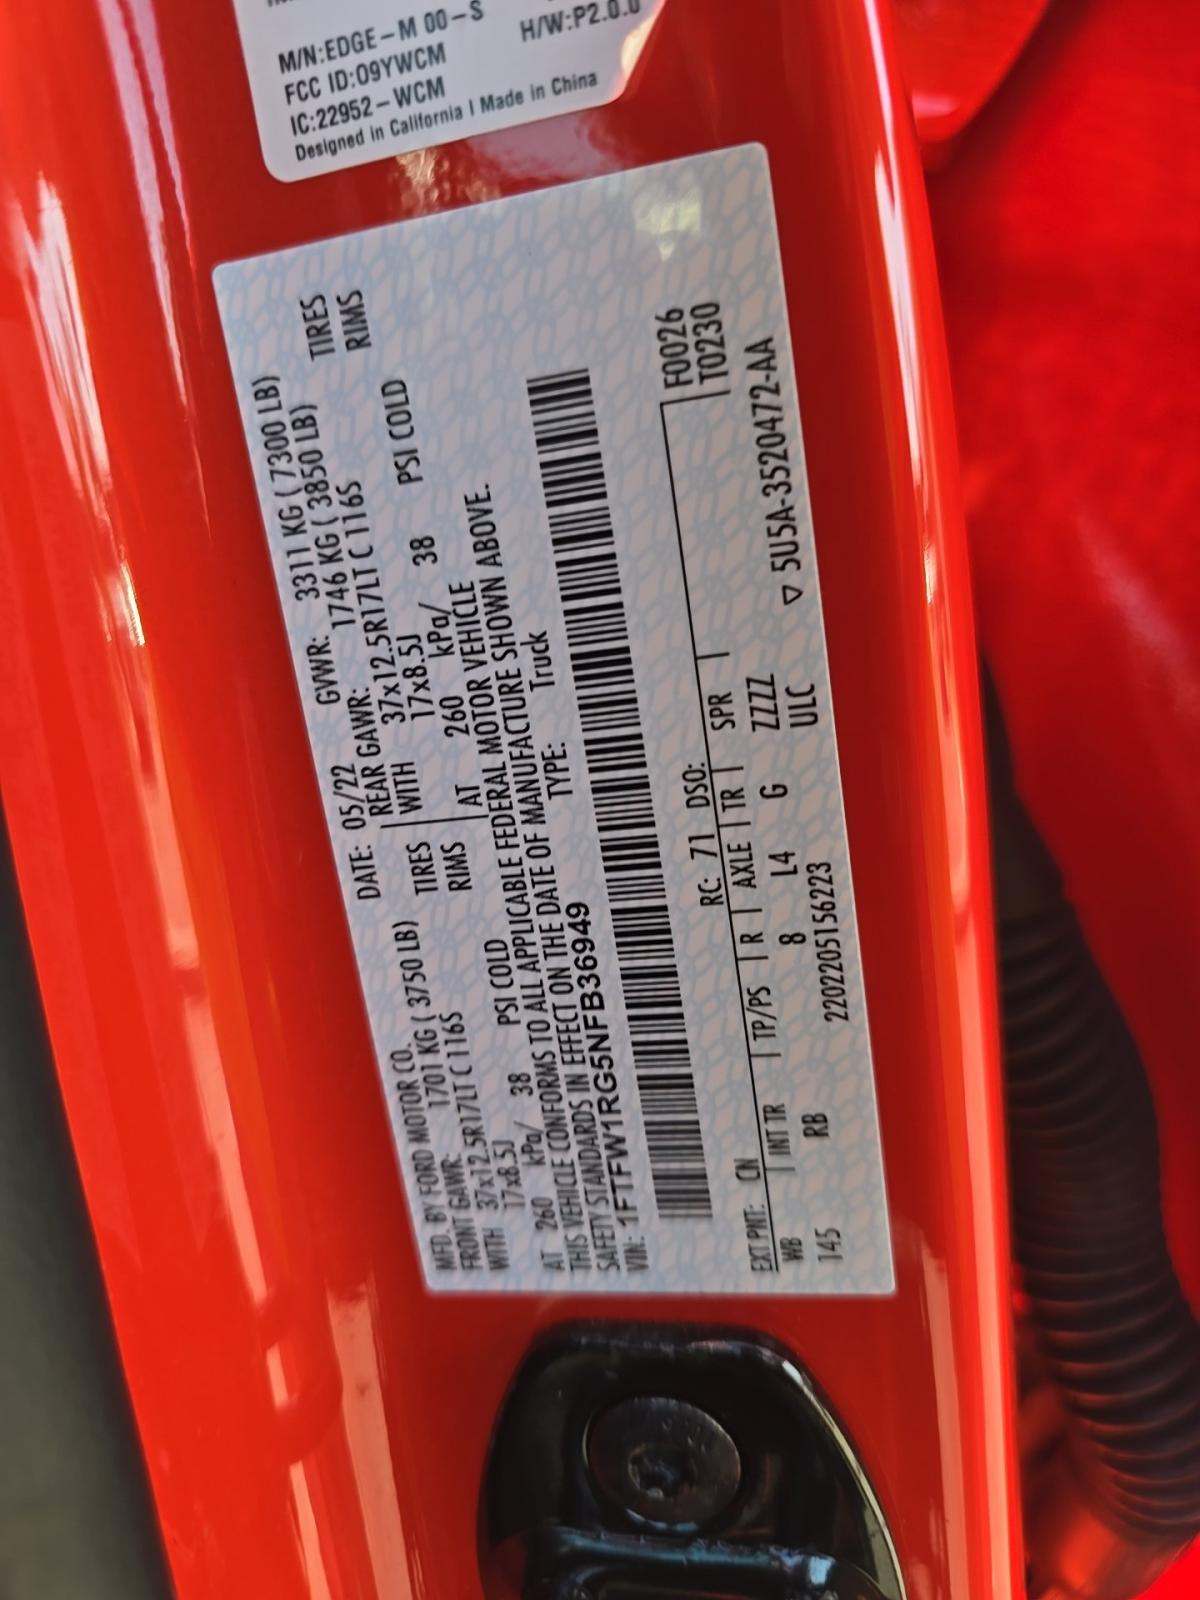 M/N:EDGE-M 00-S
H/W:P2.0.0
FCC ID:O9YWCM
IC:22952-WCM
Designed in California I Made in China
MFD. BY FORD MOTOR CO.
DATE: 05/22 GVWR: 3311 KG ( 7300 LB)
FRONT GAWR: 1701 KG ( 3750 LB) REAR GAWR: 1746 KG ( 3850 LB)
WITH 37x12.5R17LT C 116S TIRES WITH 37x12.5R17LT C 116S TIRES
17x8.5J RIMS 17x8.5J RIMS
AT 260 kPa/ 38 PSI COLD AT 260 kPa/ 38 PSI COLD
THIS VEHICLE CONFORMS TO ALL APPLICABLE FEDERAL MOTOR VEHICLE
SAFETY STANDARDS IN EFFECT ON THE DATE OF MANUFACTURE SHOWN ABOVE.
VIN: 1FTFW1RG5NFB36949 TYPE: Truck
F0026
EXT PNT: CN RC: 71 DSO: T0230
WB INT TR TP/PS R AXLE TR SPR
145 RB 8 L4 G ZZZZ ▽ 5U5A-3520472-AA
2202205156223 ULC